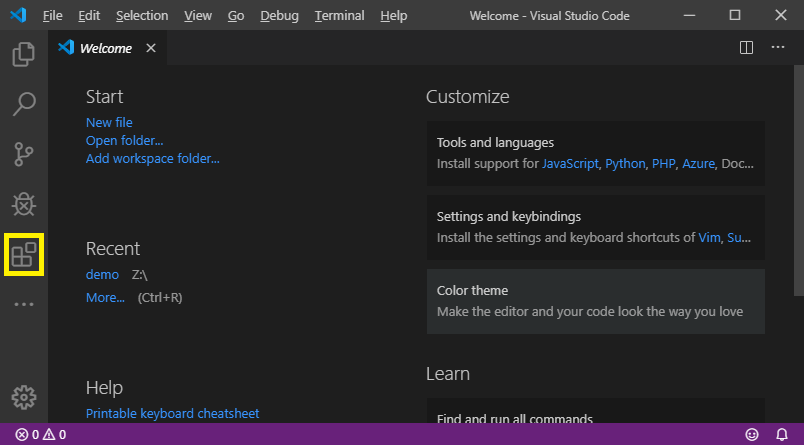 File Edit Selection View Go Debug Terminal Help Welcome - Visual Studio Code
Welcome
Start
New file
Open folder...
Add workspace folder...
Recent
demo Z:\
More... (Ctrl+R)
Help
Printable keyboard cheatsheet
Customize
Tools and languages
Install support for JavaScript, Python, PHP, Azure, Doc...
Settings and keybindings
Install the settings and keyboard shortcuts of Vim, Su...
Color theme
Make the editor and your code look the way you love
Learn
Find and run all commands
0 0